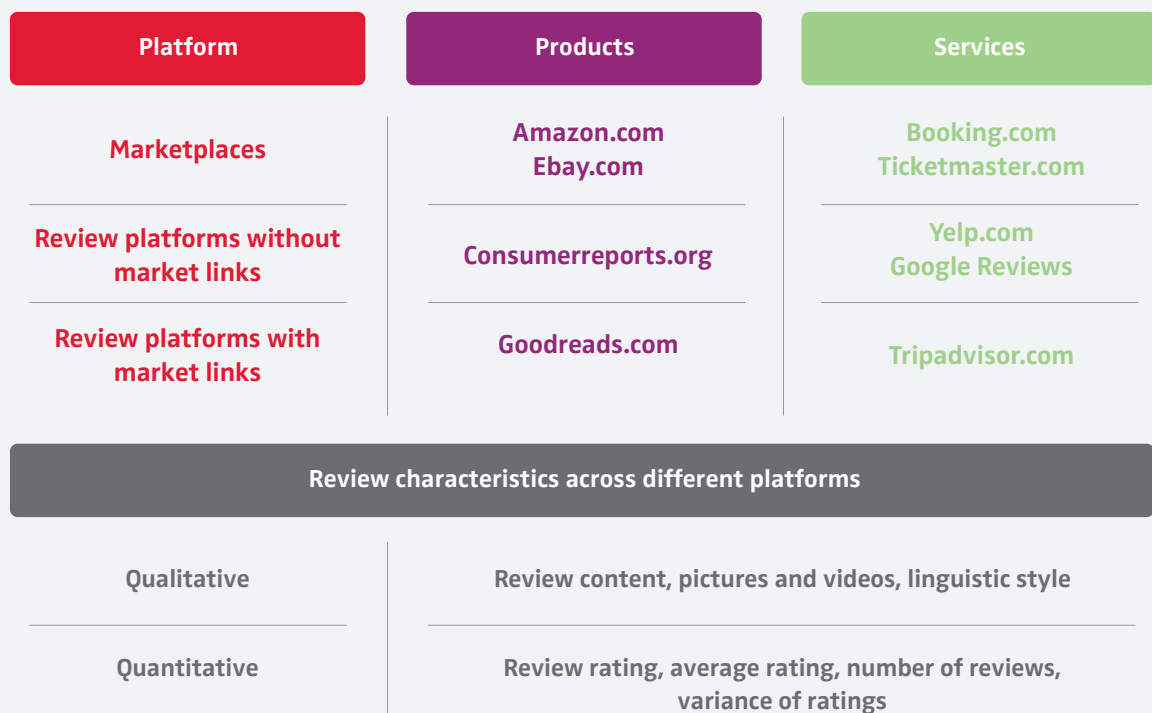 Platform
Products
Services
Marketplaces
Amazon.com
Ebay.com
Booking.com
Ticketmaster.com
Review platforms without
market links
Consumerreports.org
Yelp.com
Google Reviews
Review platforms with
market links
Goodreads.com
Tripadvisor.com
Review characteristics across different platforms
Qualitative
Review content, pictures and videos, linguistic style
Quantitative
Review rating, average rating, number of reviews,
variance of ratings